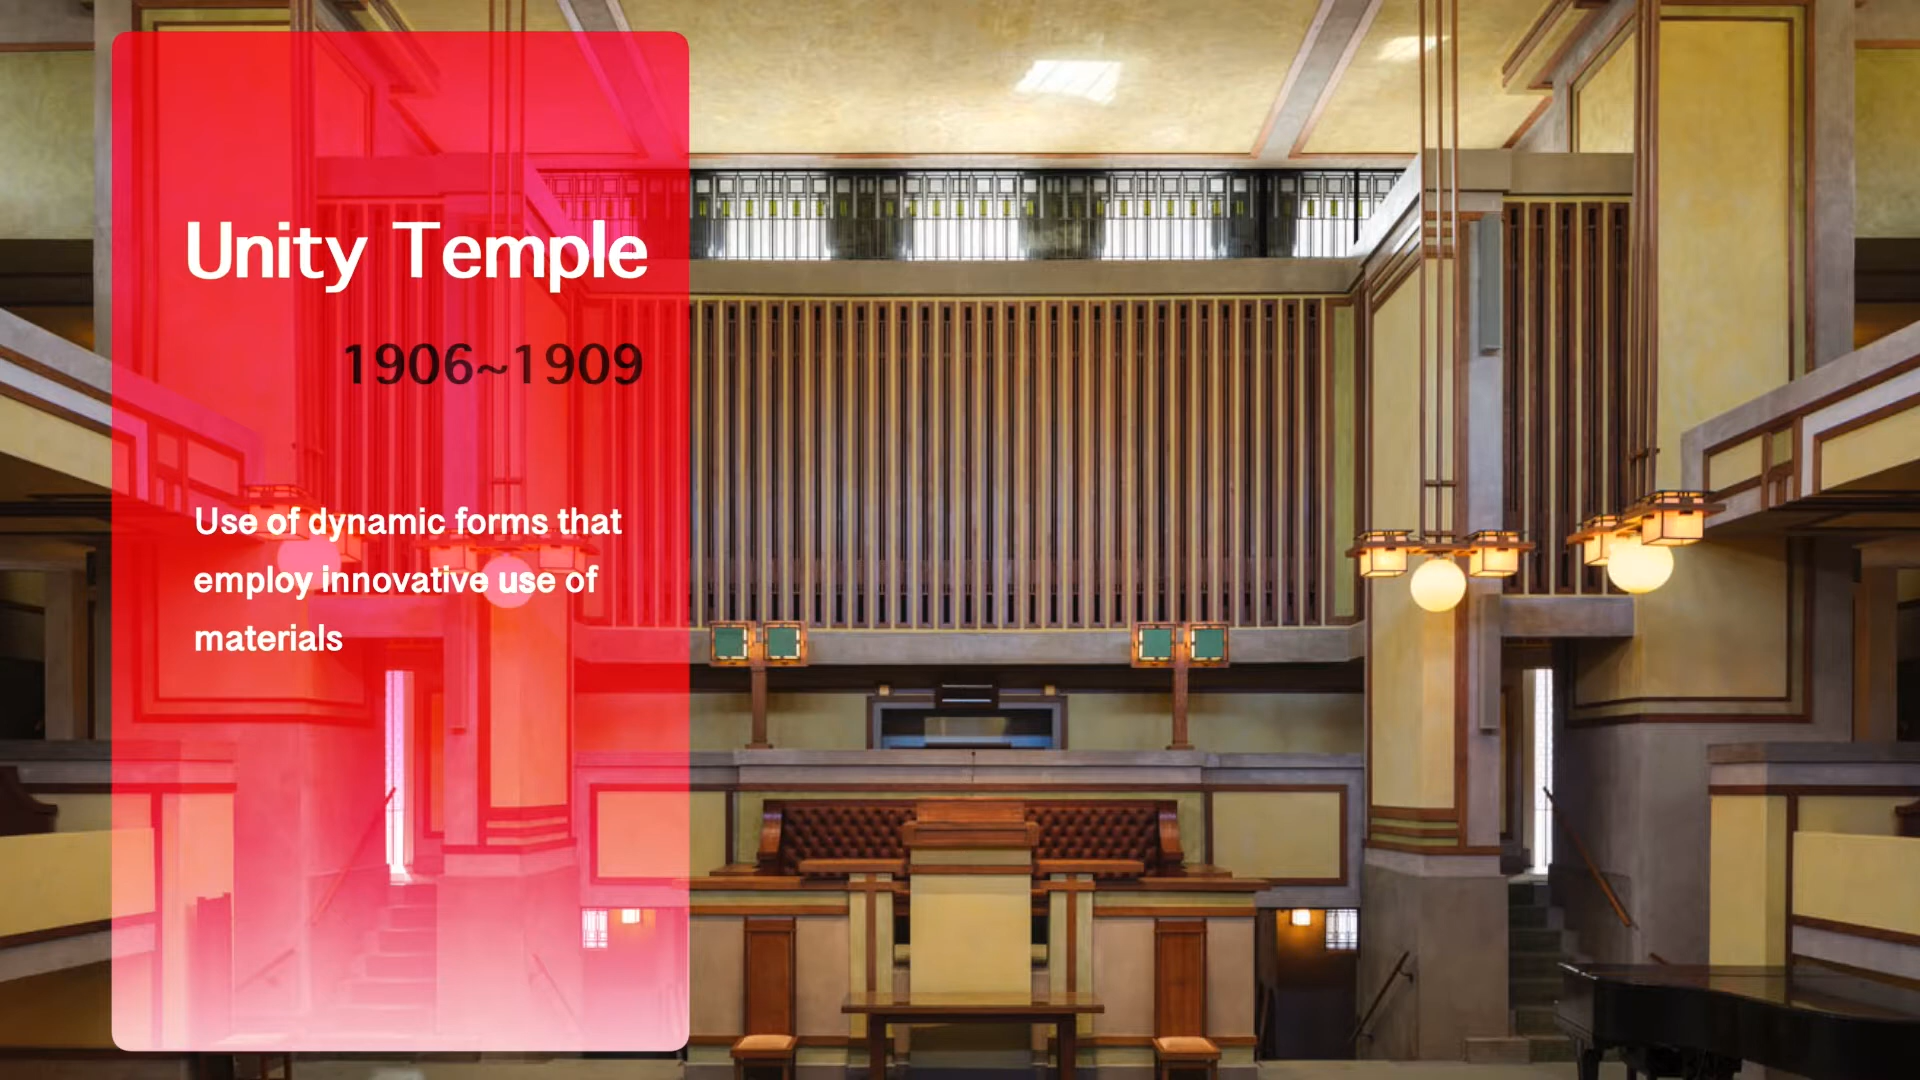 Unity Temple
1906~1909
Use of dynamic forms that
employ innovative use of
materials